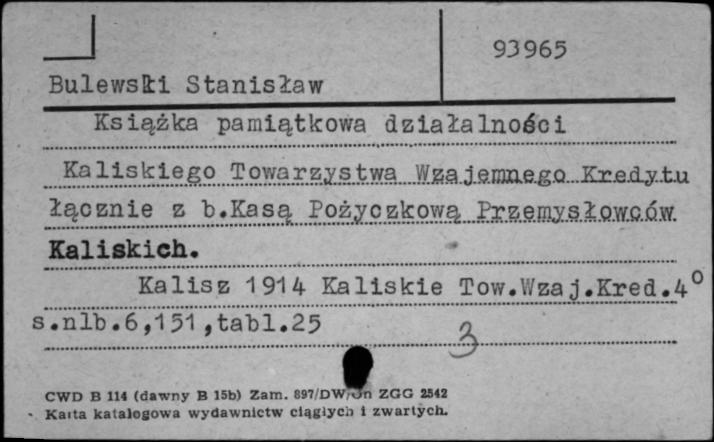 93965
Bulewski Stanisław
Książka pamiątkowa działalności
Kaliskiego Towarzystwa Wzajemnego Kredytu
łącznie z b.Kasą Pożyczkową Przemysłowców
Kaliskich.
Kalisz 1914 Kaliskie Tow.Wzaj.Kred.4°
s.nlb.6,151,tabl.25
3
CWD B 114 (dawny B 15b) Zam. 897/DW/On ZGG 2542
Karta katalogowa wydawnictw ciągłych i zwartych.